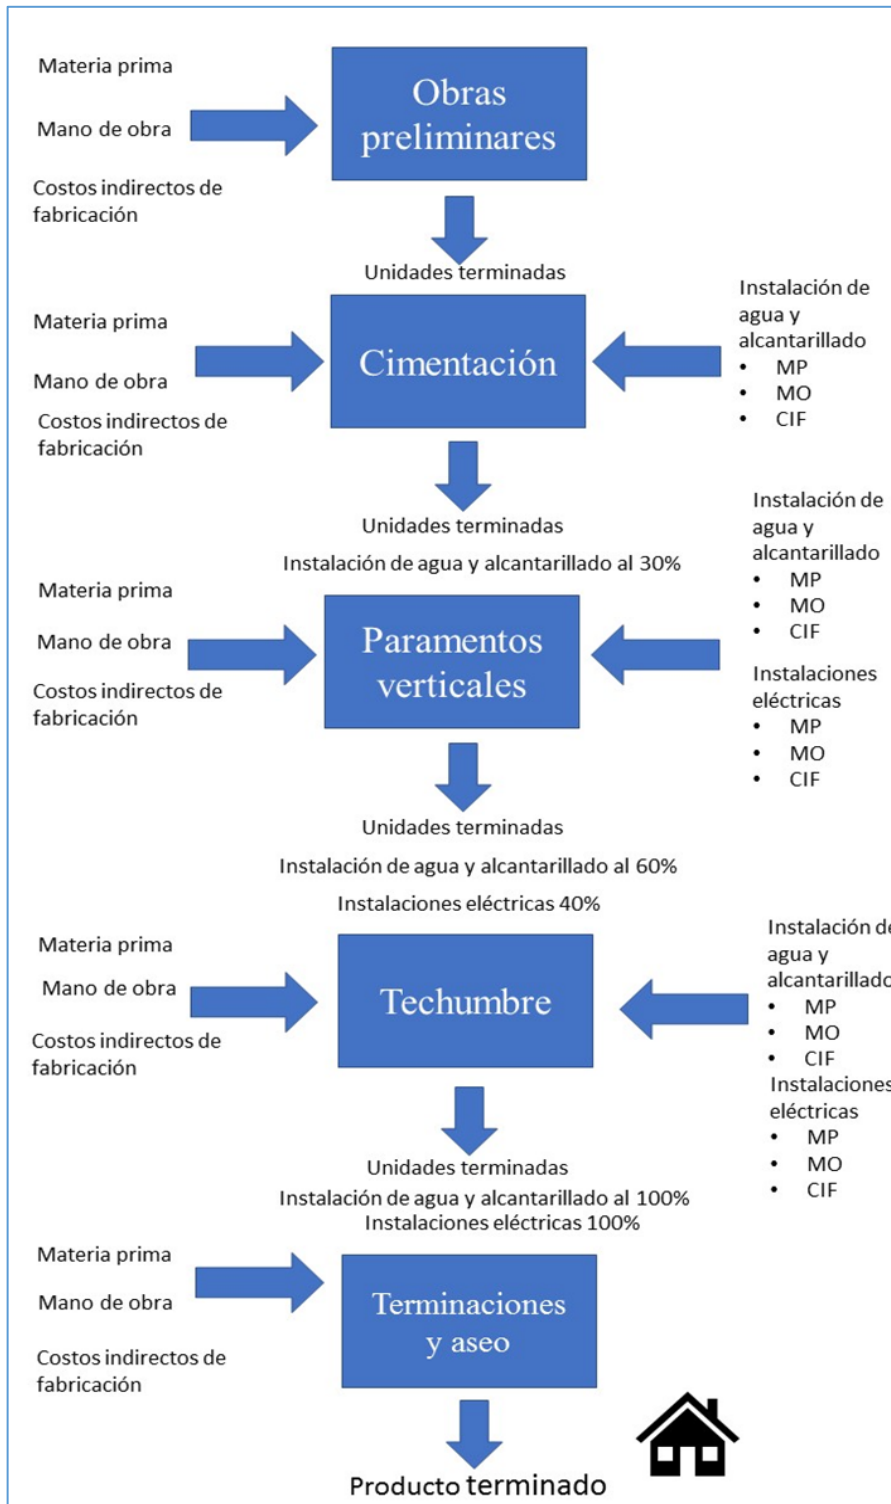 Materia prima
Mano de obra
Costos indirectos de
fabricación
Obras
preliminares
Unidades terminadas
Materia prima
Mano de obra
Costos indirectos de
fabricación
Cimentación
Instalación de
agua y
alcantarillado
• MP
• MO
• CIF
Unidades terminadas
Instalación de agua y alcantarillado al 30%
Materia prima
Mano de obra
Costos indirectos de
fabricación
Paramentos
verticales
Instalación de
agua y
alcantarillado
• MP
• MO
• CIF
Instalaciones
eléctricas
• MP
• MO
• CIF
Unidades terminadas
Instalación de agua y alcantarillado al 60%
Instalaciones eléctricas 40%
Materia prima
Mano de obra
Costos indirectos de
fabricación
Techumbre
Instalación de
agua y
alcantarillado
• MP
• MO
• CIF
Instalaciones
eléctricas
• MP
• MO
• CIF
Unidades terminadas
Instalación de agua y alcantarillado al 100%
Instalaciones eléctricas 100%
Materia prima
Mano de obra
Costos indirectos de
fabricación
Terminaciones
y aseo
Producto terminado